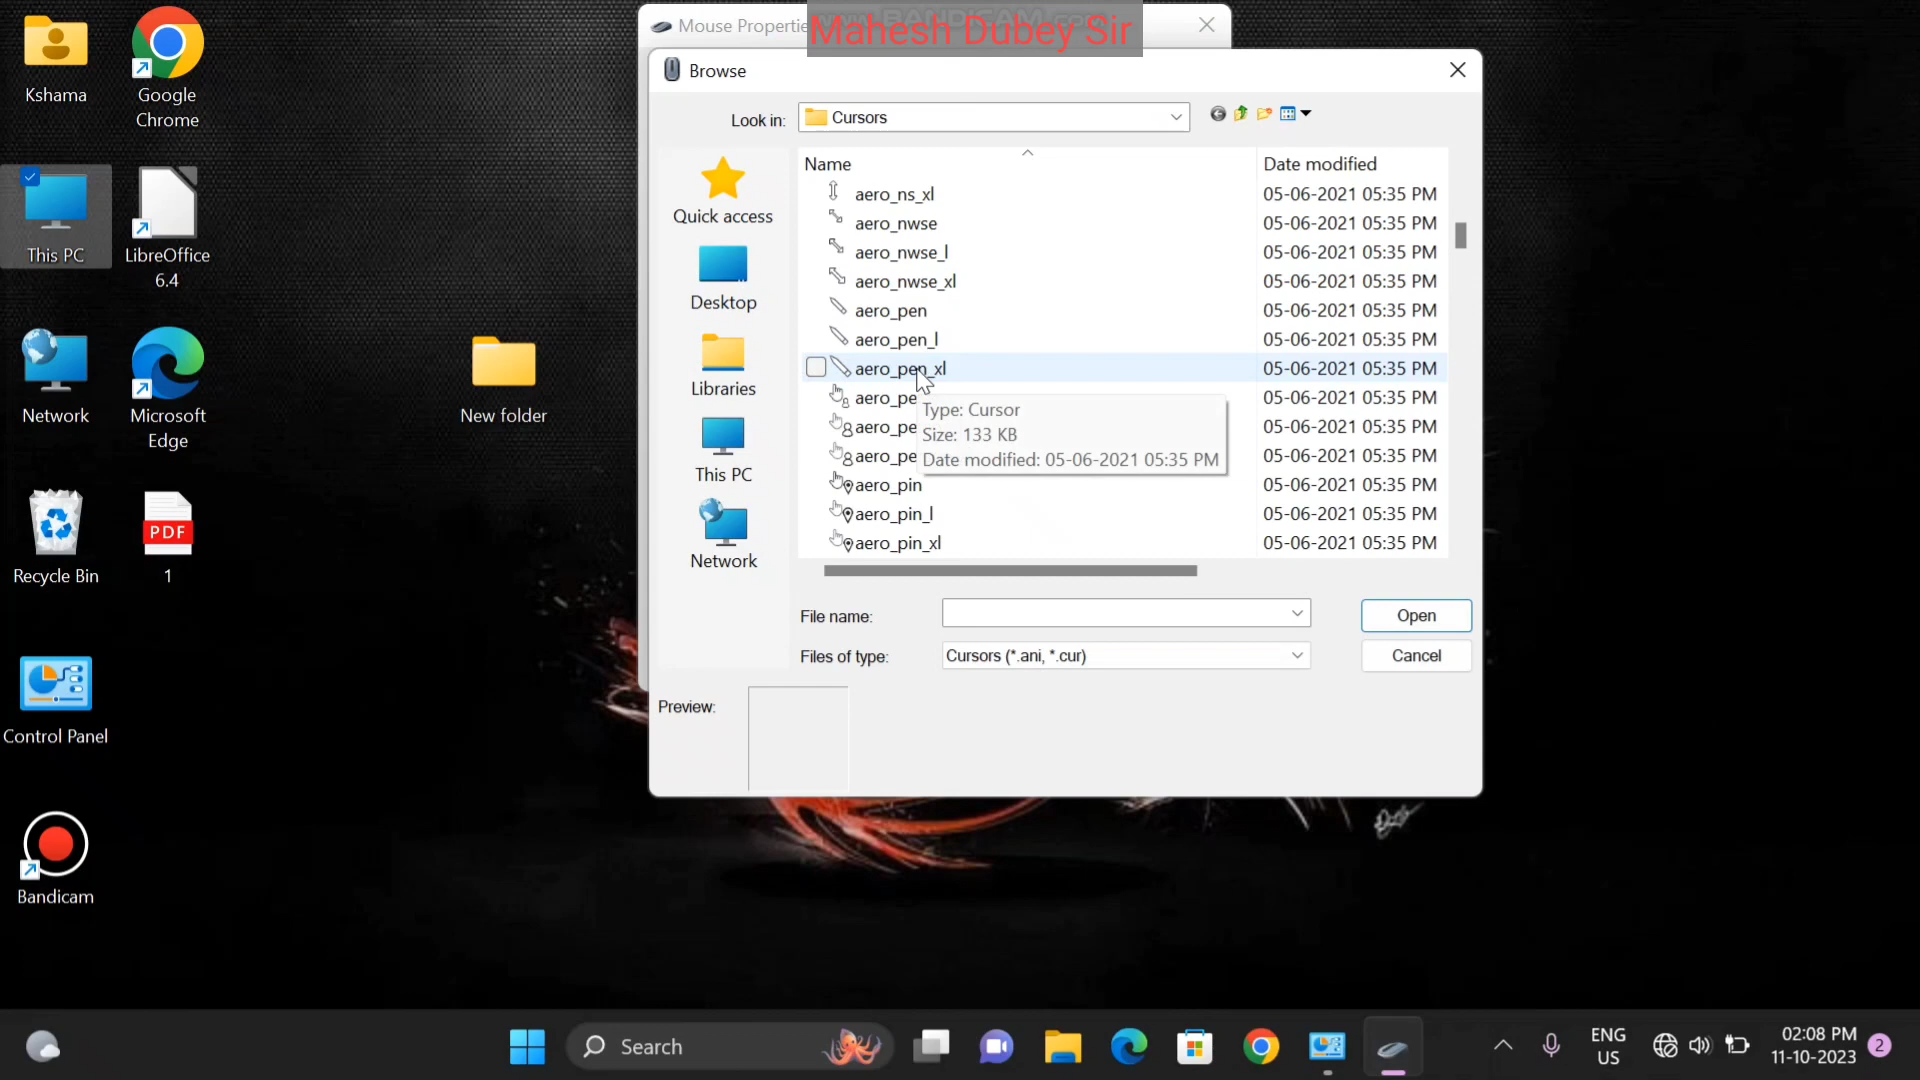 Kshama
Google
Chrome
This PC
LibreOffice
6.4
Network
Microsoft
Edge
New folder
Recycle Bin
PDF
1
Control Panel
Bandicam
Mouse Propertie
Mahesh Dubey Sir
Browse
Look in:
Cursors
Quick access
Desktop
Libraries
This PC
Network
Name
Date modified
aero_ns_xl 05-06-2021 05:35 PM
aero_nwse 05-06-2021 05:35 PM
aero_nwse_l 05-06-2021 05:35 PM
aero_nwse_xl 05-06-2021 05:35 PM
aero_pen 05-06-2021 05:35 PM
aero_pen_l 05-06-2021 05:35 PM
aero_pen_xl 05-06-2021 05:35 PM
aero_pe 05-06-2021 05:35 PM
aero_pe 05-06-2021 05:35 PM
aero_pe 05-06-2021 05:35 PM
aero_pin 05-06-2021 05:35 PM
aero_pin_l 05-06-2021 05:35 PM
aero_pin_xl 05-06-2021 05:35 PM
Type: Cursor
Size: 133 KB
Date modified: 05-06-2021 05:35 PM
File name:
Open
Files of type:
Cursors (*.ani, *.cur)
Cancel
Preview:
Search
ENG
US
02:08 PM
11-10-2023
2